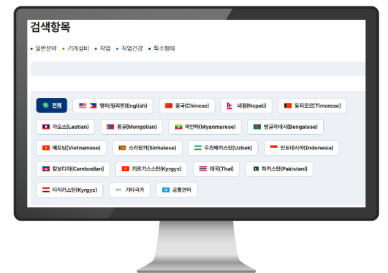 검색항목
• 일반분야 • 기계설비 • 작업 • 직업건강 • 특수형태
전체 영어/필리핀(English) 중국(Chinese) 네팔(Nepali) 동티모르(Timorese)
라오스(Laotian) 몽골(Mongolian) 미얀마(Myanmarese) 방글라데시(Bengalese)
베트남(Vietnamese) 스리랑카(Sinhalese) 우즈베키스탄(Uzbek) 인도네시아(Indonesia)
캄보디아(Cambodian) 키르기스스탄(Kyrgyz) 태국(Thai) 파키스탄(Pakistani)
타지키스탄(Kyrgyz) 기타국가 공통언어